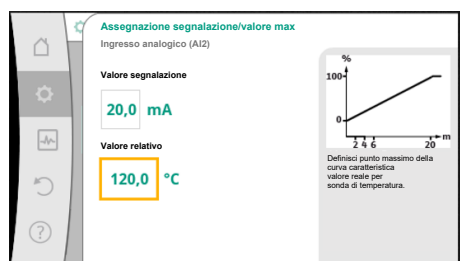 Assegnazione segnalazione/valore max
Ingresso analogico (AI2)
Valore segnalazione
20,0 mA
Valore relativo
120,0 °C
%
100
0
2 4 6 20
m
Definisci punto massimo della
curva caratteristica
valore reale per
sonda di temperatura.
?